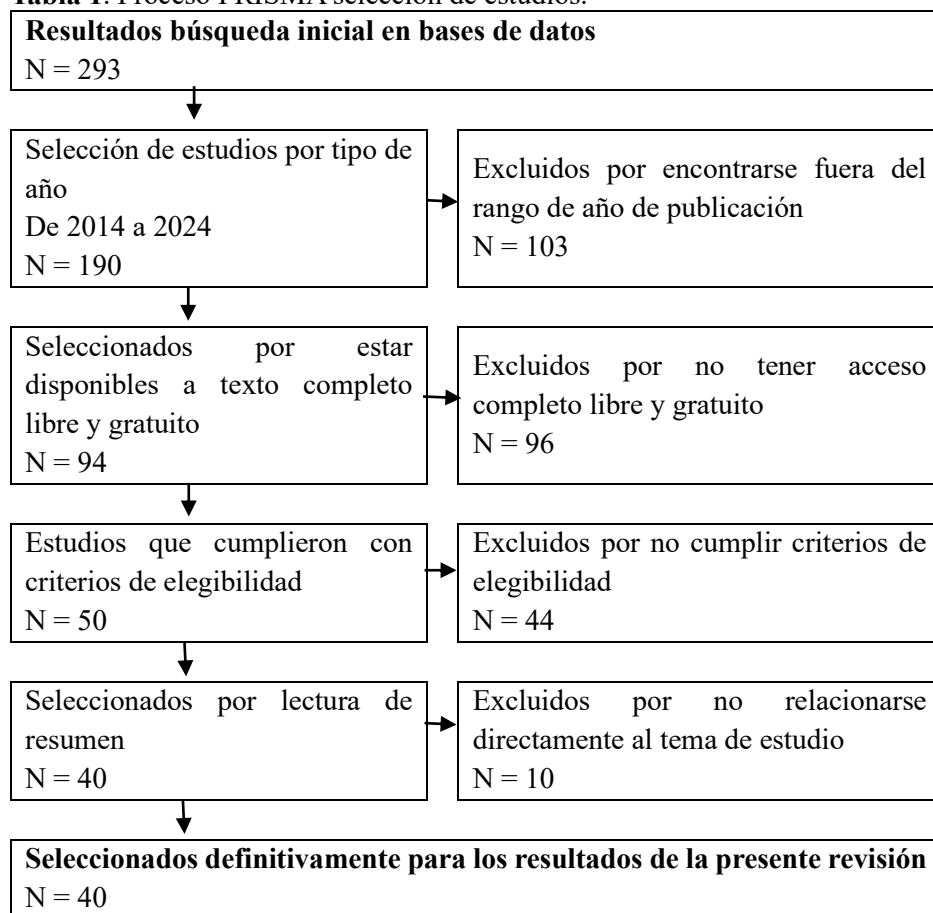 Tabla 1. Proceso PRISMA selección de estudios.
Resultados búsqueda inicial en bases de datos
N = 293
Selección de estudios por tipo de
año
De 2014 a 2024
N = 190
Excluidos por encontrarse fuera del
rango de año de publicación
N = 103
Seleccionados por estar
disponibles a texto completo
libre y gratuito
N = 94
Excluidos por no tener acceso
completo libre y gratuito
N = 96
Estudios que cumplieron con
criterios de elegibilidad
N = 50
Excluidos por no cumplir criterios de
elegibilidad
N = 44
Seleccionados por lectura de
resumen
N = 40
Excluidos por no relacionarse
directamente al tema de estudio
N = 10
Seleccionados definitivamente para los resultados de la presente revisión
N = 40